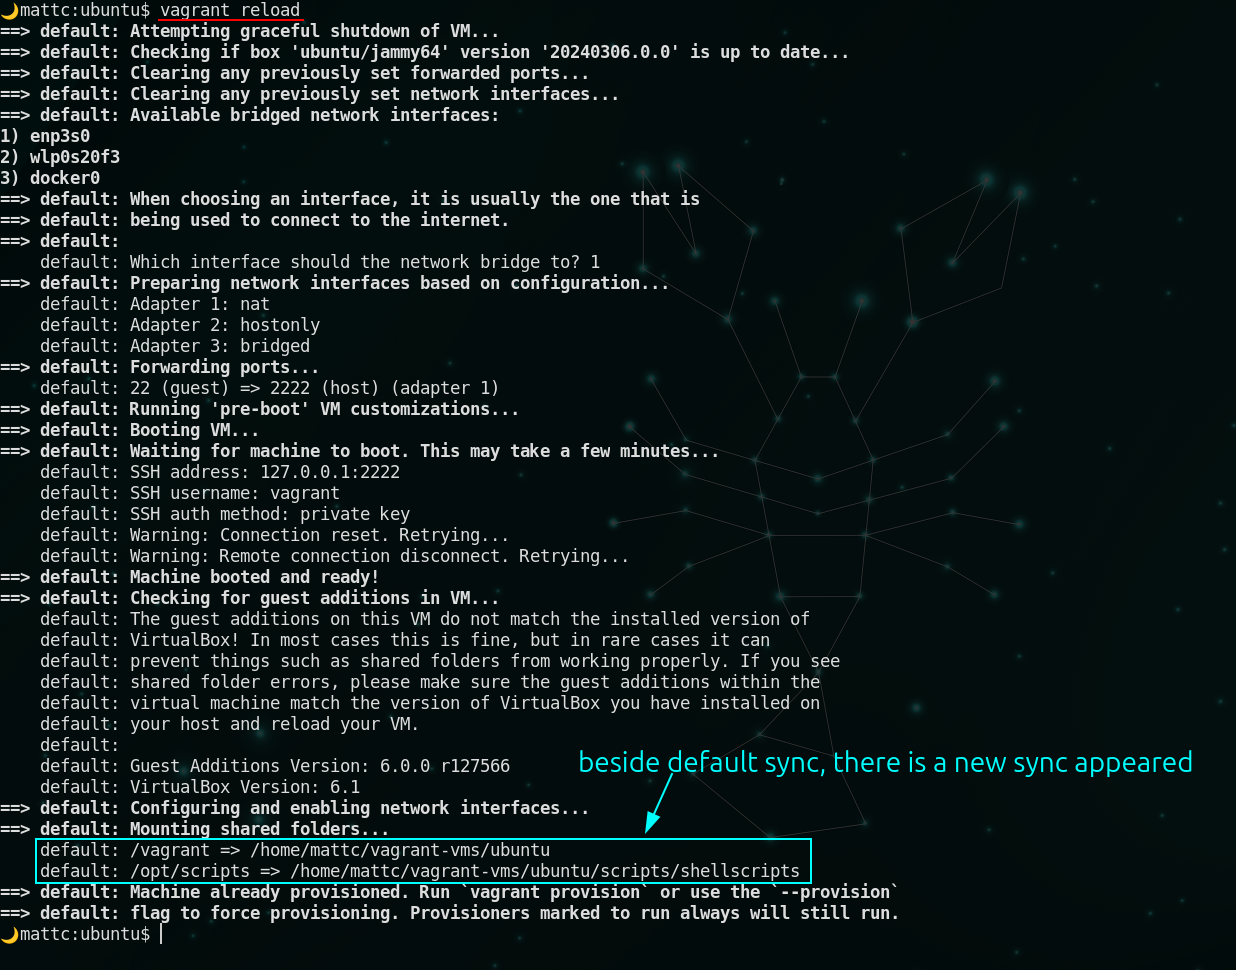 mattc:ubuntu$ vagrant reload
==> default: Attempting graceful shutdown of VM...
==> default: Checking if box 'ubuntu/jammy64' version '20240306.0.0' is up to date...
==> default: Clearing any previously set forwarded ports...
==> default: Clearing any previously set network interfaces...
==> default: Available bridged network interfaces:
1) enp3s0
2) wlp0s20f3
3) docker0
==> default: When choosing an interface, it is usually the one that is
==> default: being used to connect to the internet.
==> default:
    default: Which interface should the network bridge to? 1
==> default: Preparing network interfaces based on configuration...
    default: Adapter 1: nat
    default: Adapter 2: hostonly
    default: Adapter 3: bridged
==> default: Forwarding ports...
    default: 22 (guest) => 2222 (host) (adapter 1)
==> default: Running 'pre-boot' VM customizations...
==> default: Booting VM...
==> default: Waiting for machine to boot. This may take a few minutes...
    default: SSH address: 127.0.0.1:2222
    default: SSH username: vagrant
    default: SSH auth method: private key
    default: Warning: Connection reset. Retrying...
    default: Warning: Remote connection disconnect. Retrying...
==> default: Machine booted and ready!
==> default: Checking for guest additions in VM...
    default: The guest additions on this VM do not match the installed version of
    default: VirtualBox! In most cases this is fine, but in rare cases it can
    default: prevent things such as shared folders from working properly. If you see
    default: shared folder errors, please make sure the guest additions within the
    default: virtual machine match the version of VirtualBox you have installed on
    default: your host and reload your VM.
    default:
beside default sync, there is a new sync appeared
    default: Guest Additions Version: 6.0.0 r127566
    default: VirtualBox Version: 6.1
==> default: Configuring and enabling network interfaces...
==> default: Mounting shared folders...
    default: /vagrant => /home/mattc/vagrant-vms/ubuntu
    default: /opt/scripts => /home/mattc/vagrant-vms/ubuntu/scripts/shellscripts
==> default: Machine already provisioned. Run `vagrant provision` or use the `--provision`
==> default: flag to force provisioning. Provisioners marked to run always will still run.
mattc:ubuntu$